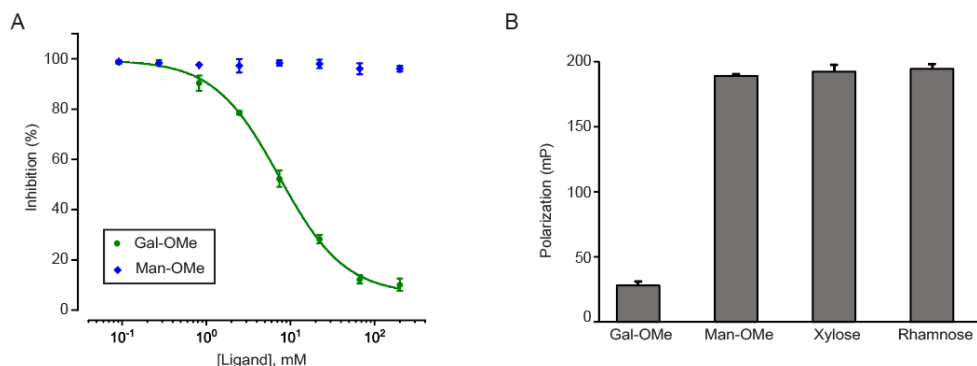 A
Inhibition (%)
100
80
60
40
20
0
Gal-OMe
Man-OMe
10-1
100
101
102
[Ligand], mM
B
Polarization (mP)
200
150
100
50
0
Gal-OMe
Man-OMe
Xylose
Rhamnose